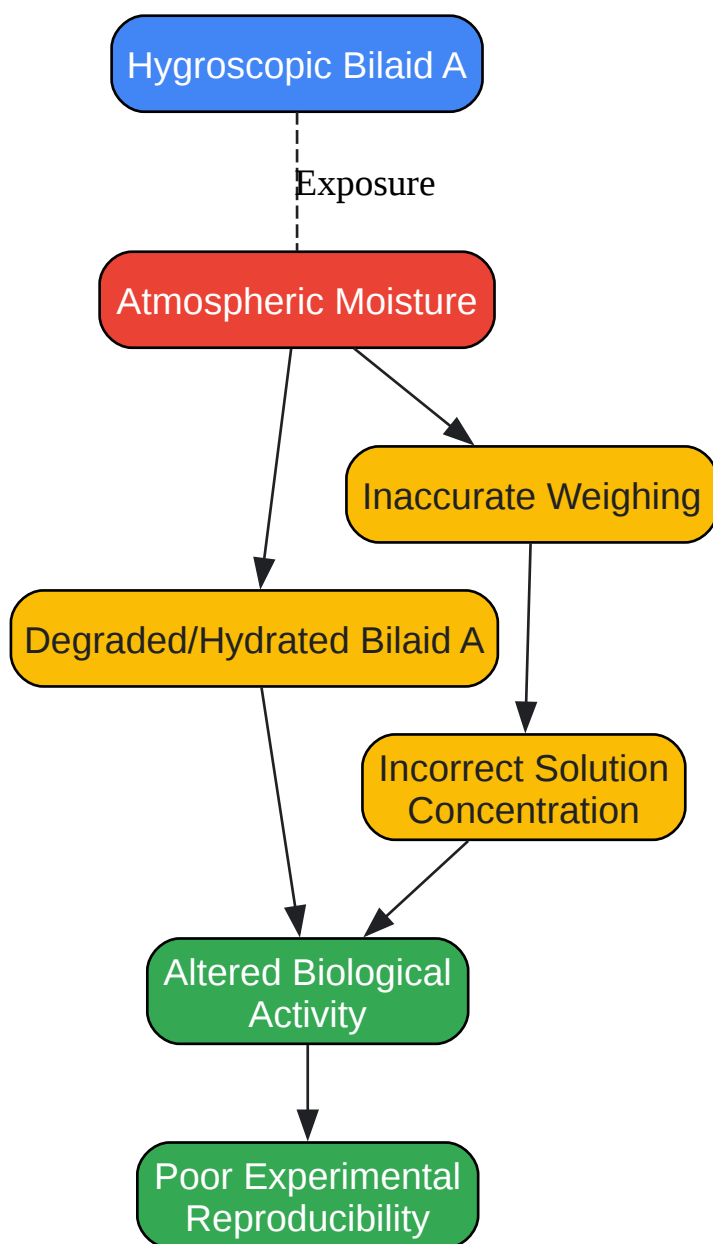 Hygroscopic Bilaid A
Exposure
Atmospheric Moisture
Inaccurate Weighing
Degraded/Hydrated Bilaid A
Incorrect Solution
Concentration
Altered Biological
Activity
Poor Experimental
Reproducibility